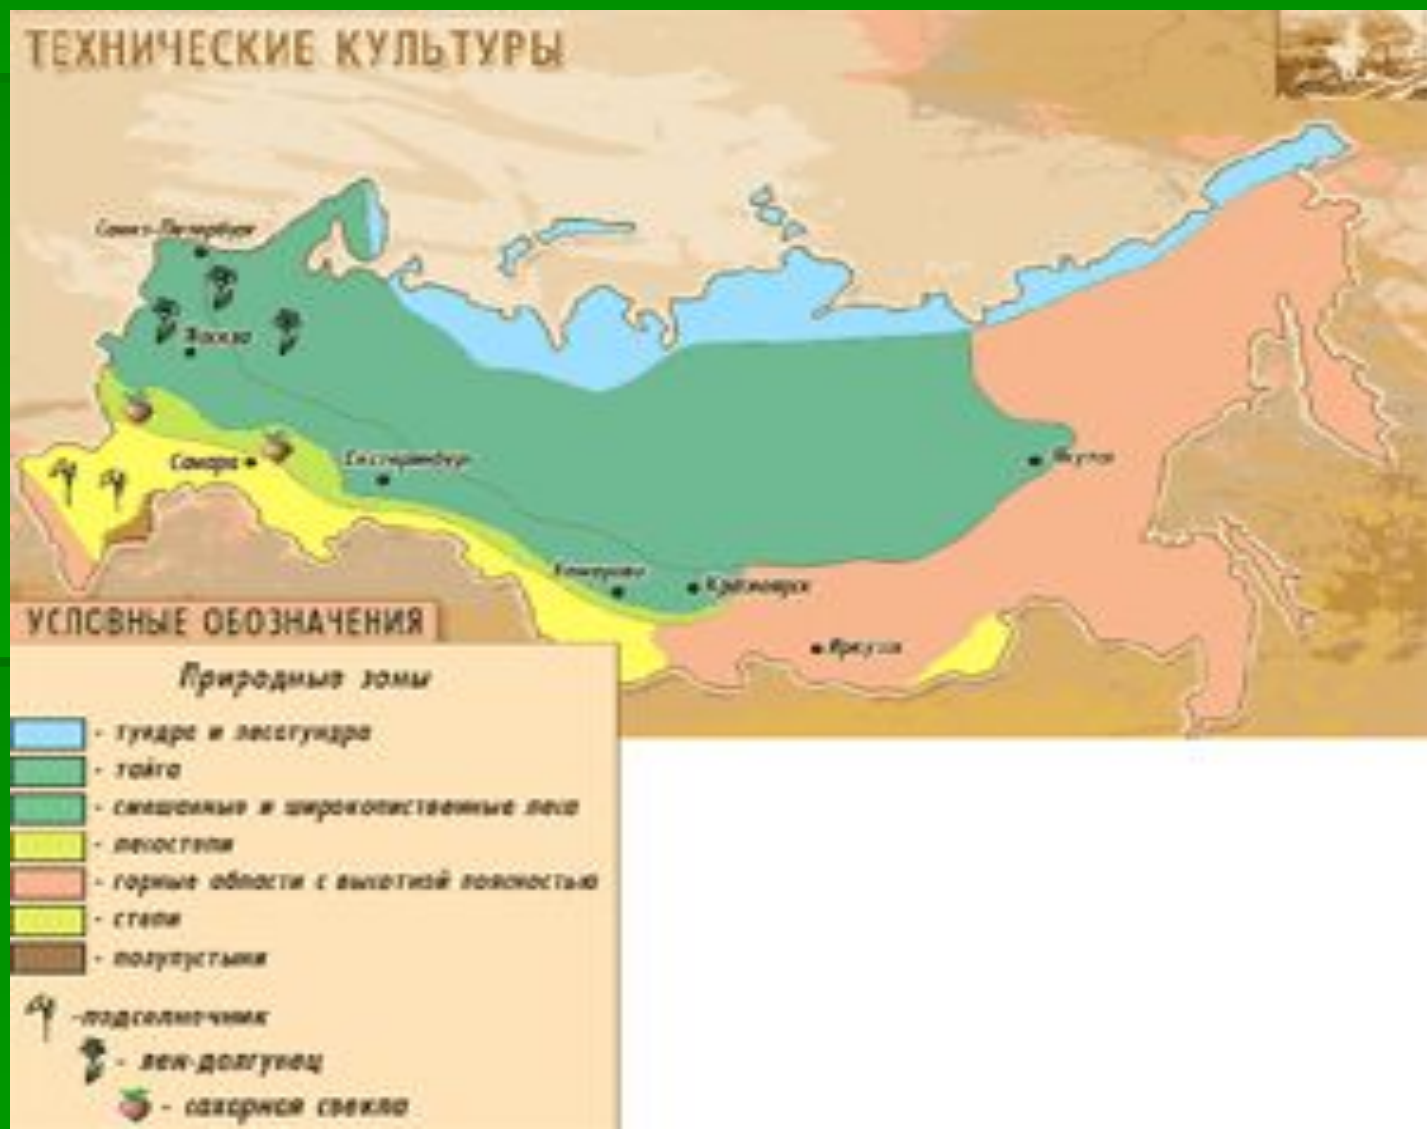 ТЕХНИЧЕСКИЕ КУЛЬТУРЫ
Санкт-Петербург
Москва
Самара
Якутск
Кемерово
Красноярск
Иркутск
УСЛОВНЫЕ ОБОЗНАЧЕНИЯ
Природные зоны
- тундра и лесотундра
- тайга
- смешанные и широколиственные леса
- лесостепи
- горные области с высотной поясностью
- степи
- полупустыни
- подсолнечник
- лен-долгунец
- сахарная свекла